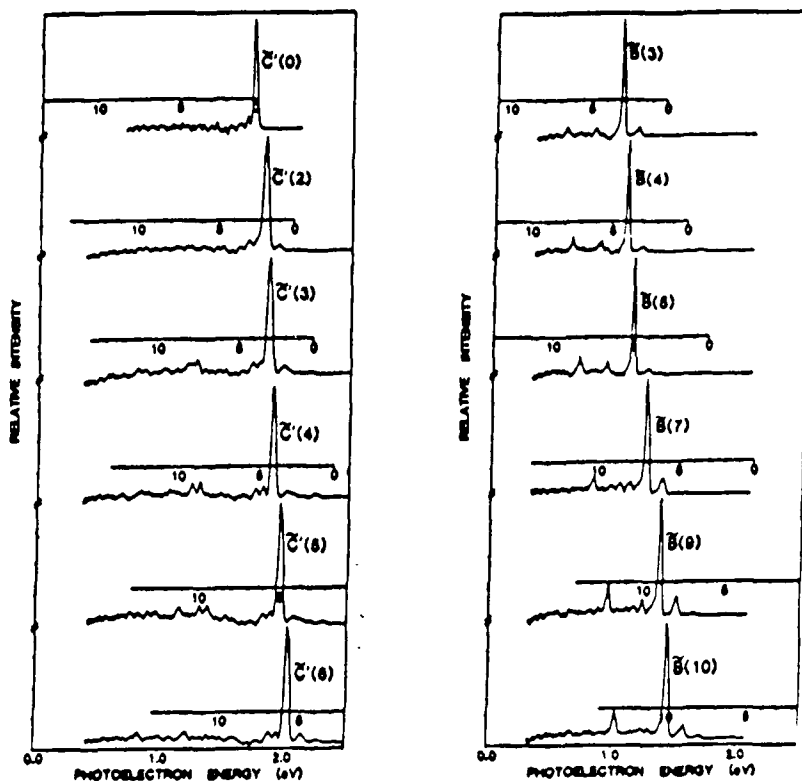 RELATIVE INTENSITY
C̃'(0)
10 5
C̃'(2)
10 5 0
C̃'(3)
10 5 0
C̃'(4)
10 5 0
C̃'(5)
10
C̃'(6)
10 5
0.0 1.0 2.0
PHOTOELECTRON ENERGY (eV)
RELATIVE INTENSITY
B̃(3)
10 5 0
B̃(4)
10 5 0
B̃(5)
10 0
B̃(7)
10 5 0
B̃(9)
10 5
B̃(10)
5
0.0 1.0 2.0
PHOTOELECTRON ENERGY (eV)